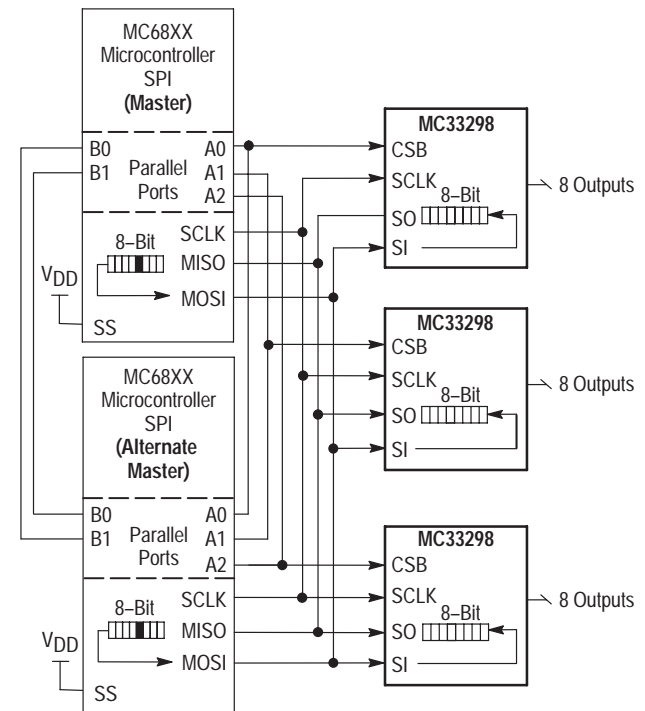 MC68XX
Microcontroller
SPI
(Master)
B0
B1
Parallel
Ports
A0
A1
A2
8–Bit
SCLK
MISO
MOSI
VDD
SS
MC68XX
Microcontroller
SPI
(Alternate
Master)
B0
B1
Parallel
Ports
A0
A1
A2
8–Bit
SCLK
MISO
MOSI
VDD
SS
MC33298
CSB
SCLK
8–Bit
SO
SI
8 Outputs
MC33298
CSB
SCLK
8–Bit
SO
SI
8 Outputs
MC33298
CSB
SCLK
8–Bit
SO
SI
8 Outputs